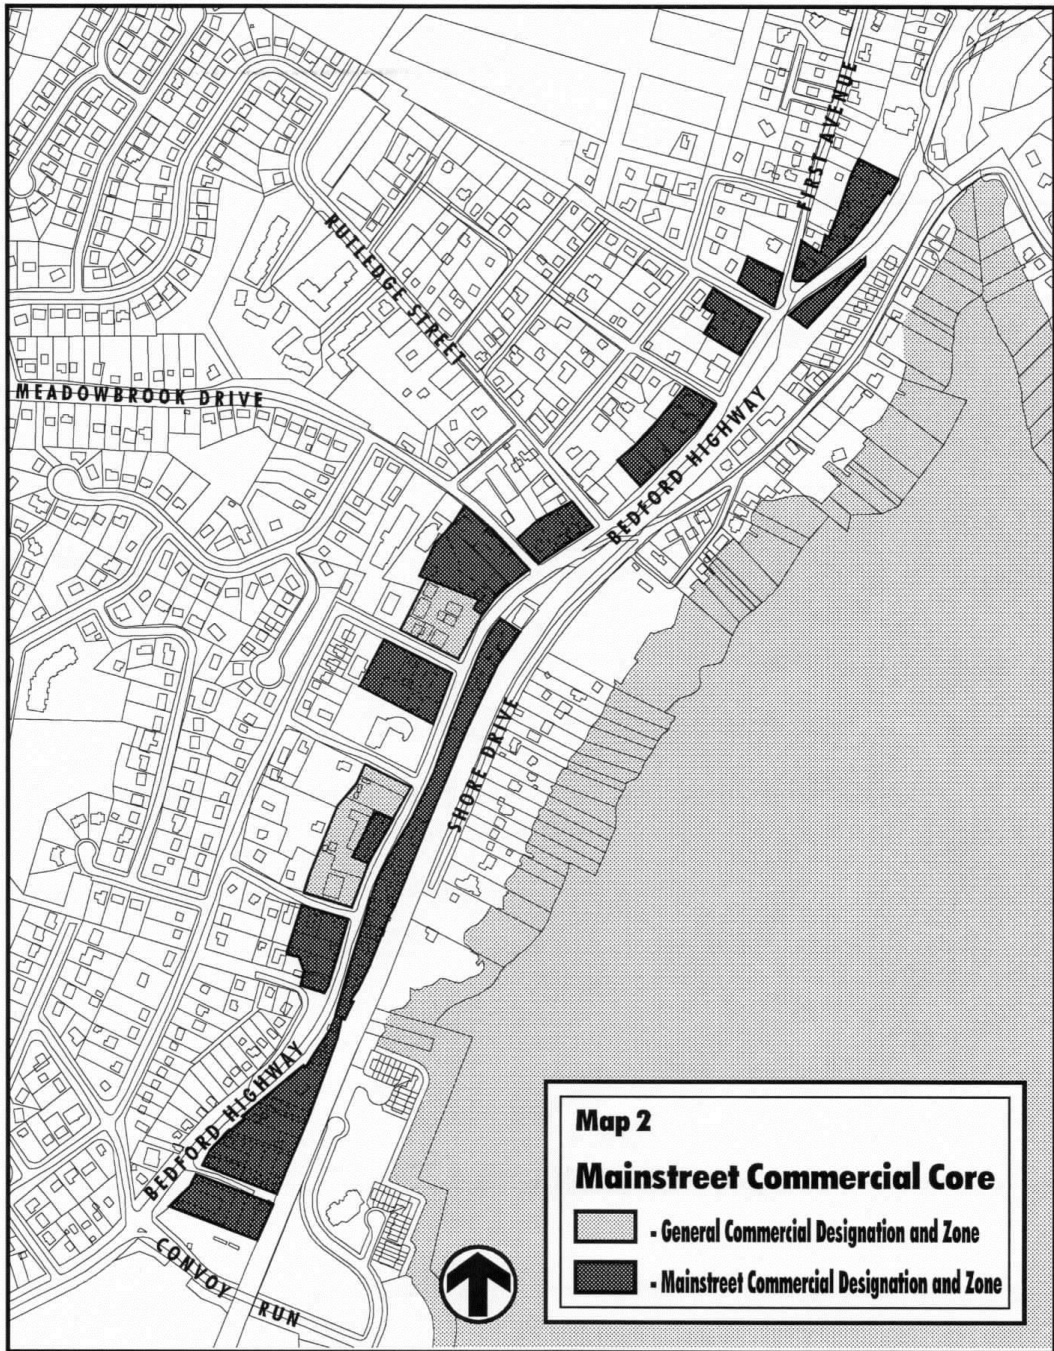 FIRST AVENUE
RUTLEDGE STREET
MEADOWBROOK DRIVE
BEDFORD HIGHWAY
SHORE DRIVE
BEDFORD HIGHWAY
CONVOY RUN
Map 2
Mainstreet Commercial Core
- General Commercial Designation and Zone
- Mainstreet Commercial Designation and Zone